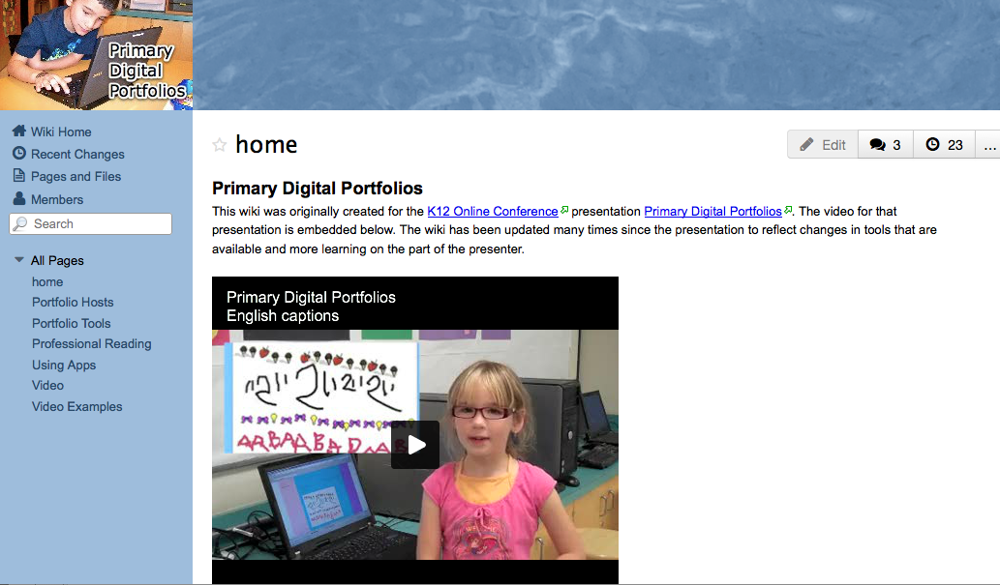 Primary
Digital
Portfolios
Wiki Home
Recent Changes
Pages and Files
Members
Search
All Pages
home
Portfolio Hosts
Portfolio Tools
Professional Reading
Using Apps
Video
Video Examples
home
Edit
3
23
...
Primary Digital Portfolios
This wiki was originally created for the K12 Online Conference presentation Primary Digital Portfolios. The video for that
presentation is embedded below. The wiki has been updated many times since the presentation to reflect changes in tools that are
available and more learning on the part of the presenter.
Primary Digital Portfolios
English captions